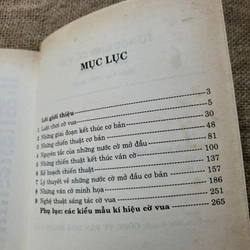 MỤC LỤC
Lời giới thiệu 3
1. Luật chơi cờ vua 5
2. Những giai đoạn kết thúc cơ bản 30
3. Những chiến thuật cơ bản 48
4. Nguyên tắc của những nước cờ mở đầu 81
5. Những chiến thuật kết thúc ván cờ 100
6. Kế hoạch chiến thuật 137
7. Lý thuyết về những nước cờ mở đầu cơ bản 157
8. Những ván cờ minh họa 187
9. Nghệ thuật sáng tác cờ vua 251
Phụ lục: các kiểu mẫu kí hiệu cờ vua 265